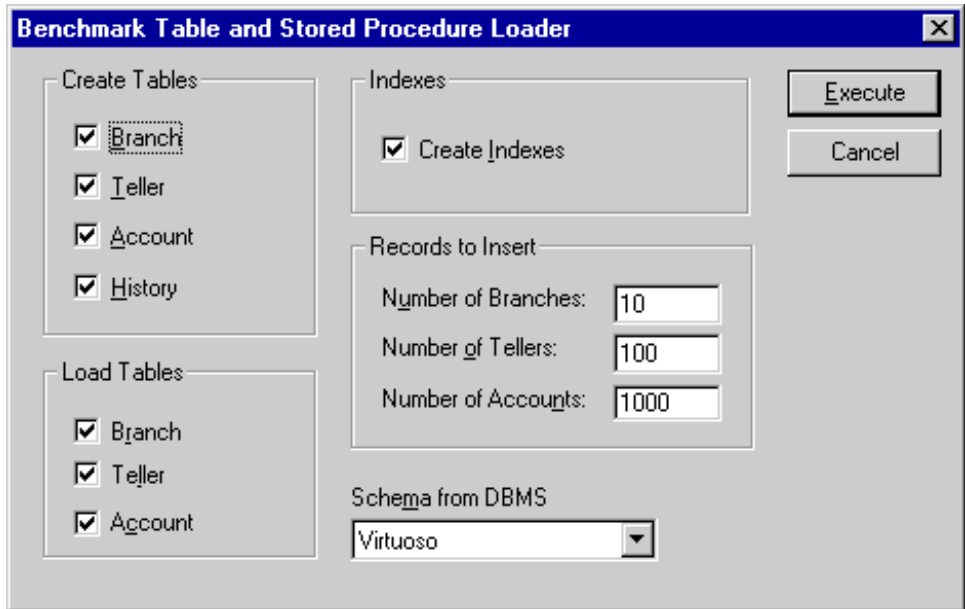 Benchmark Table and Stored Procedure Loader
Create Tables
Branch
Teller
Account
History
Load Tables
Branch
Teller
Account
Indexes
Create Indexes
Records to Insert
Number of Branches: 10
Number of Tellers: 100
Number of Accounts: 1000
Schema from DBMS
Virtuoso
Execute
Cancel